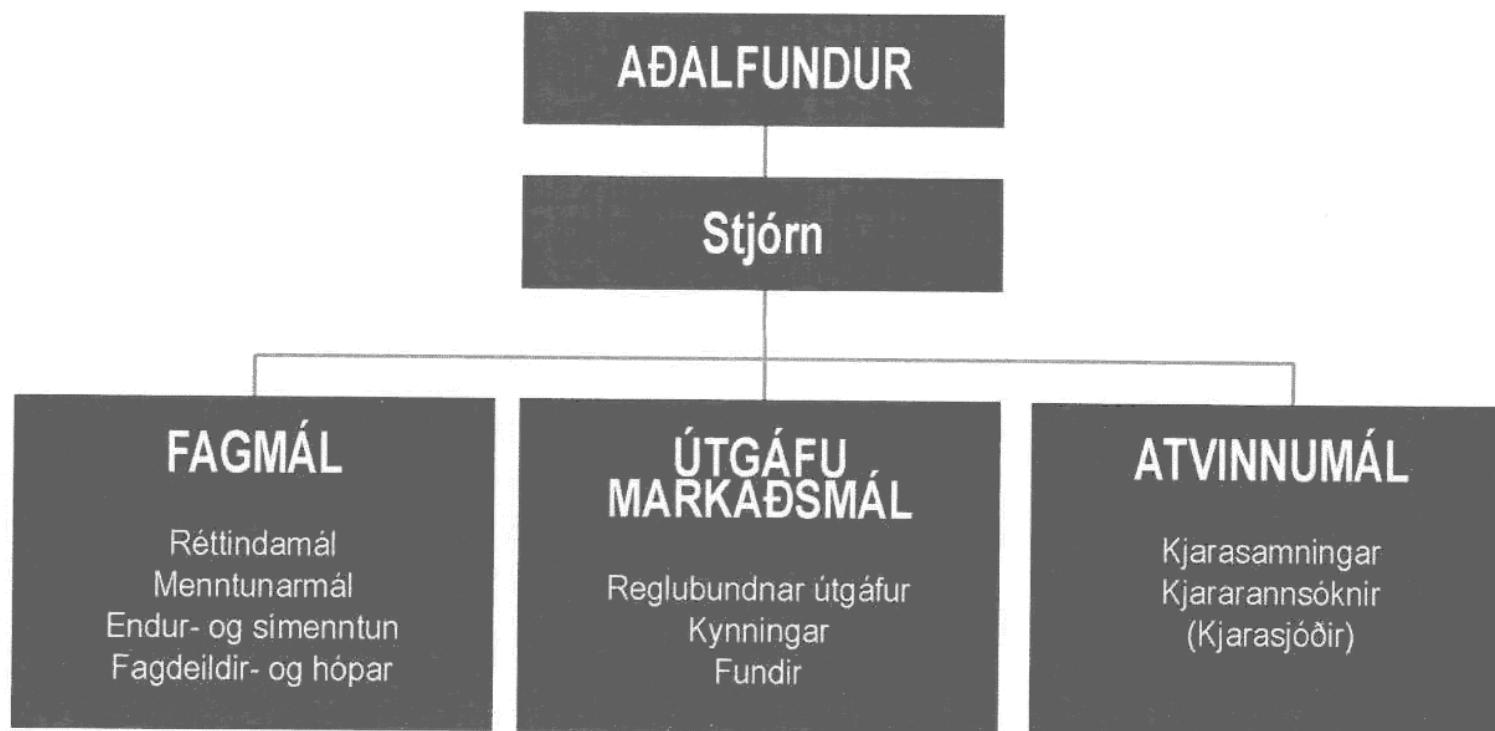 AÐALFUNDUR
Stjórn
FAGMÁL
Réttindamál
Menntunarmál
Endur- og símenntun
Fagdeildir- og hópar
ÚTGÁFU
MARKAÐSMÁL
Reglubundnar útgáfur
Kynningar
Fundir
ATVINNUMÁL
Kjarasamningar
Kjararannsóknir
(Kjarasjóðir)